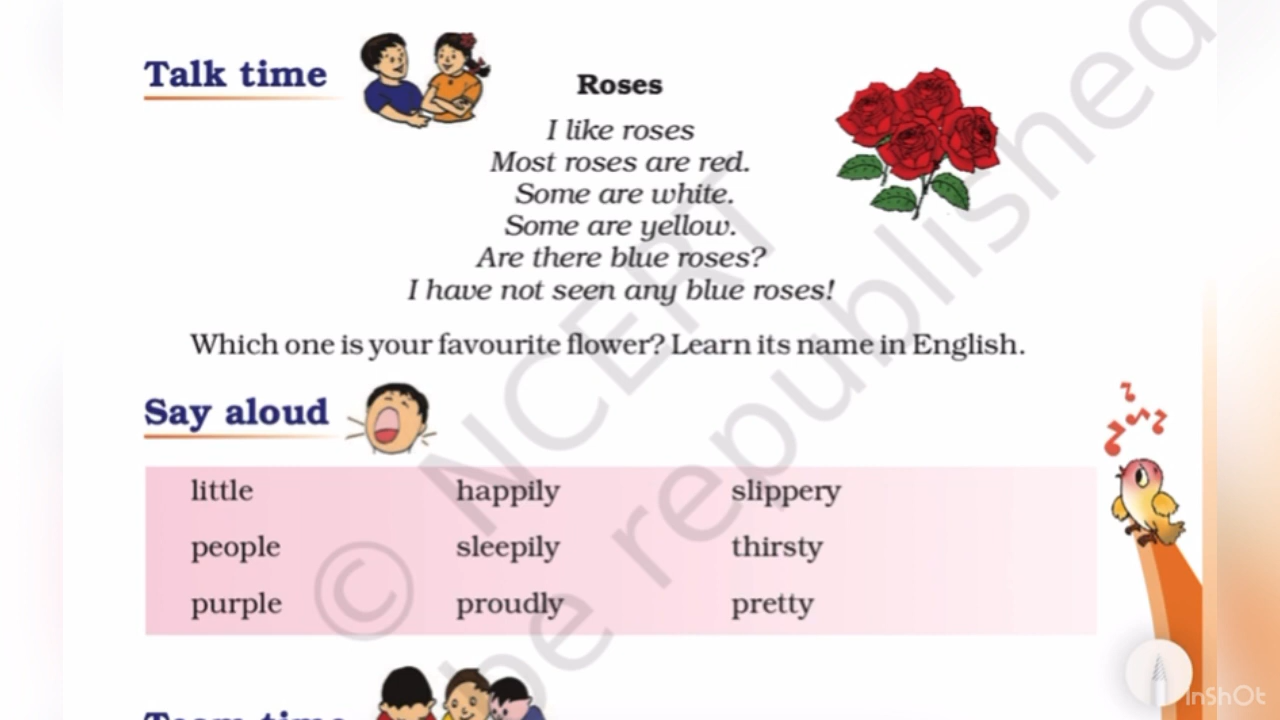 Talk time
Roses
I like roses
Most roses are red.
Some are white.
Some are yellow.
Are there blue roses?
I have not seen any blue roses!
Which one is your favourite flower? Learn its name in English.
Say aloud
little happily slippery
people sleepily thirsty
purple proudly pretty
Team time
© NCERT
be republished
InShOt